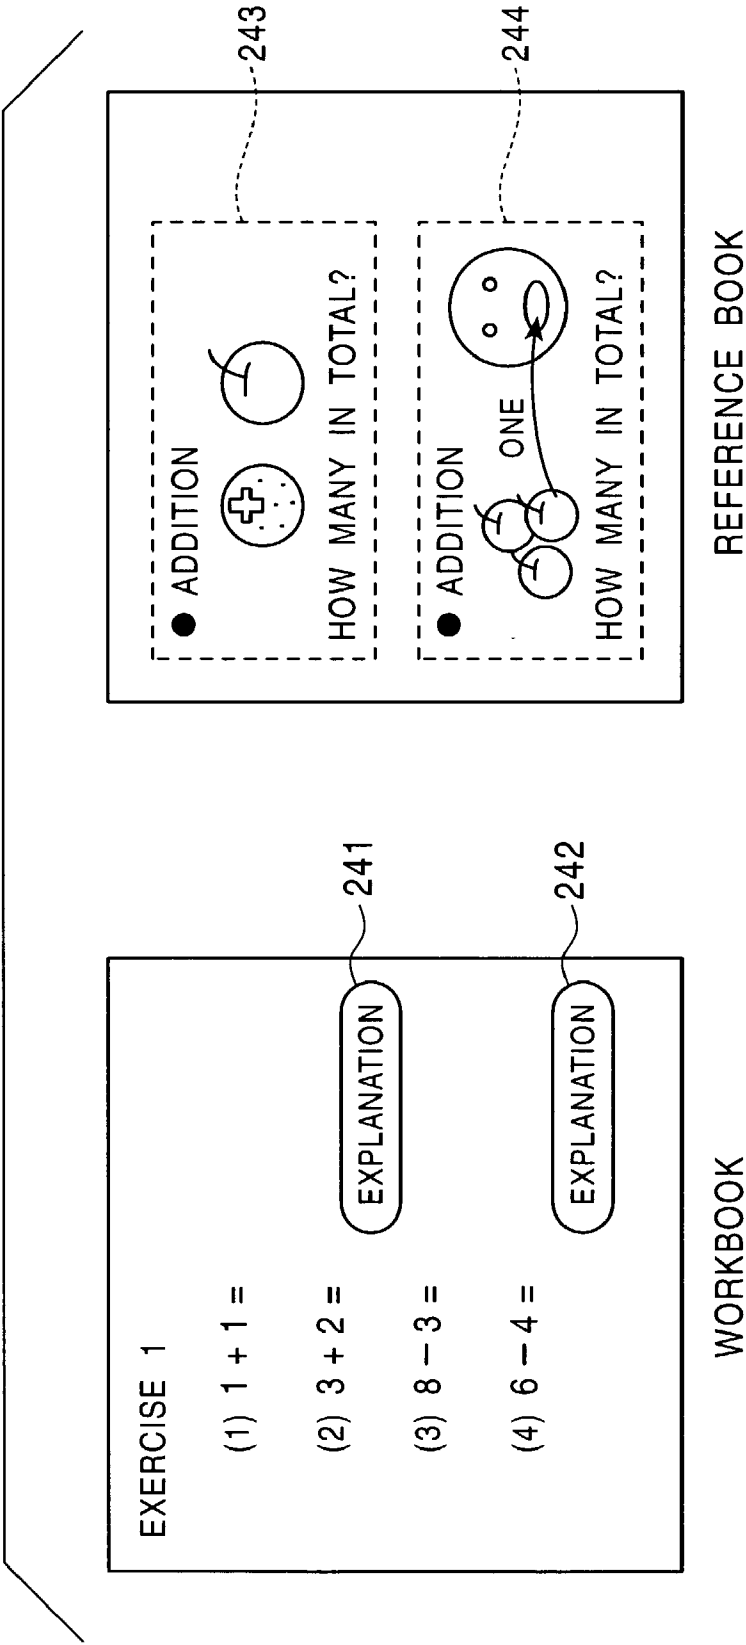 EXERCISE 1
(1) 1 + 1 =
(2) 3 + 2 =
EXPLANATION
241
(3) 8 − 3 =
(4) 6 − 4 =
EXPLANATION
242
WORKBOOK
● ADDITION
HOW MANY IN TOTAL?
243
● ADDITION
ONE
HOW MANY IN TOTAL?
244
REFERENCE BOOK